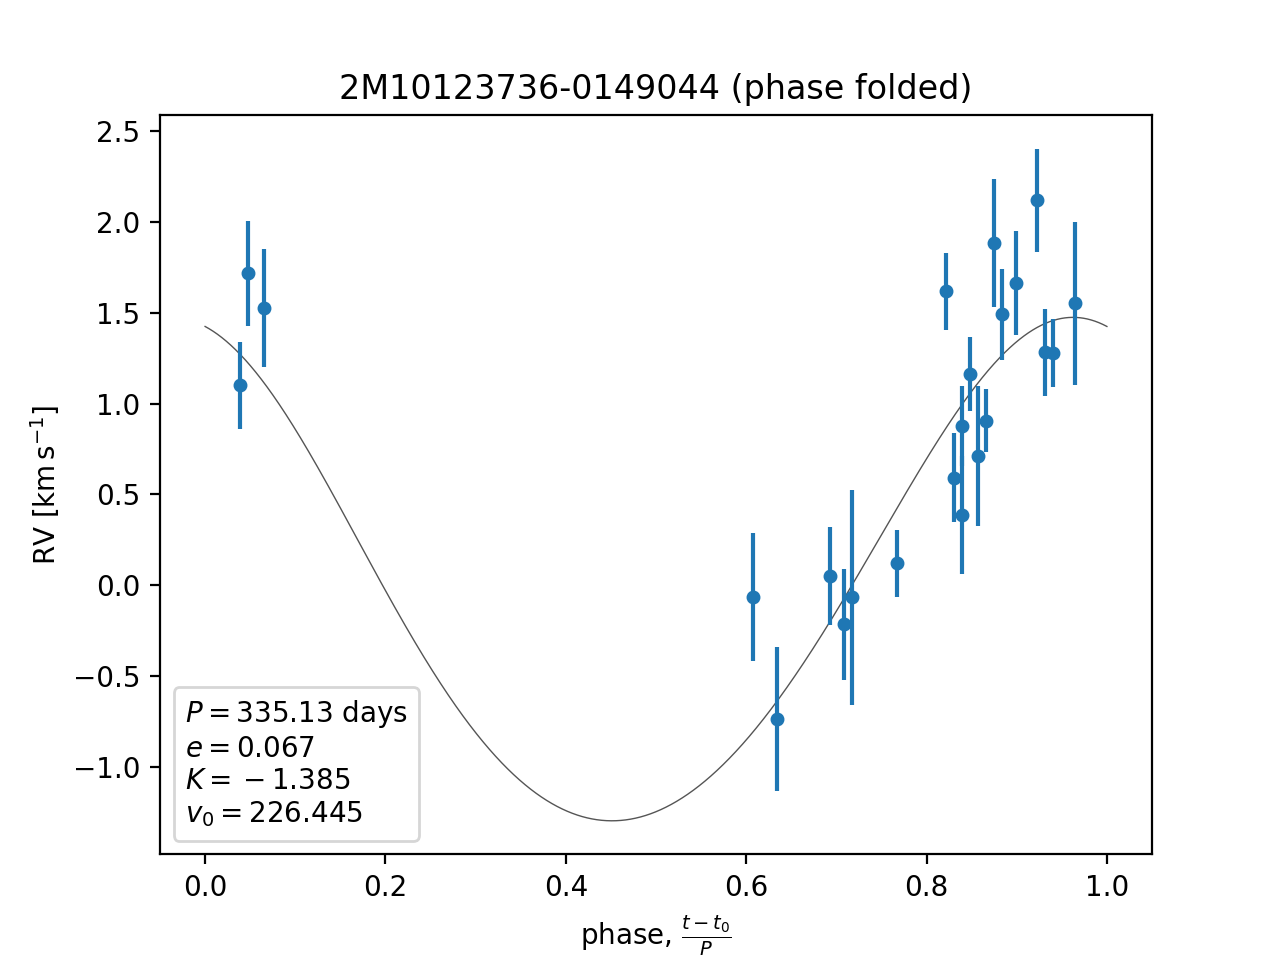 2M10123736-0149044 (phase folded)
RV [km s⁻¹]
2.5
2.0
1.5
1.0
0.5
0.0
−0.5
−1.0
P = 335.13 days
e = 0.067
K = −1.385
v₀ = 226.445
0.0 0.2 0.4 0.6 0.8 1.0
phase, (t − t₀)/P